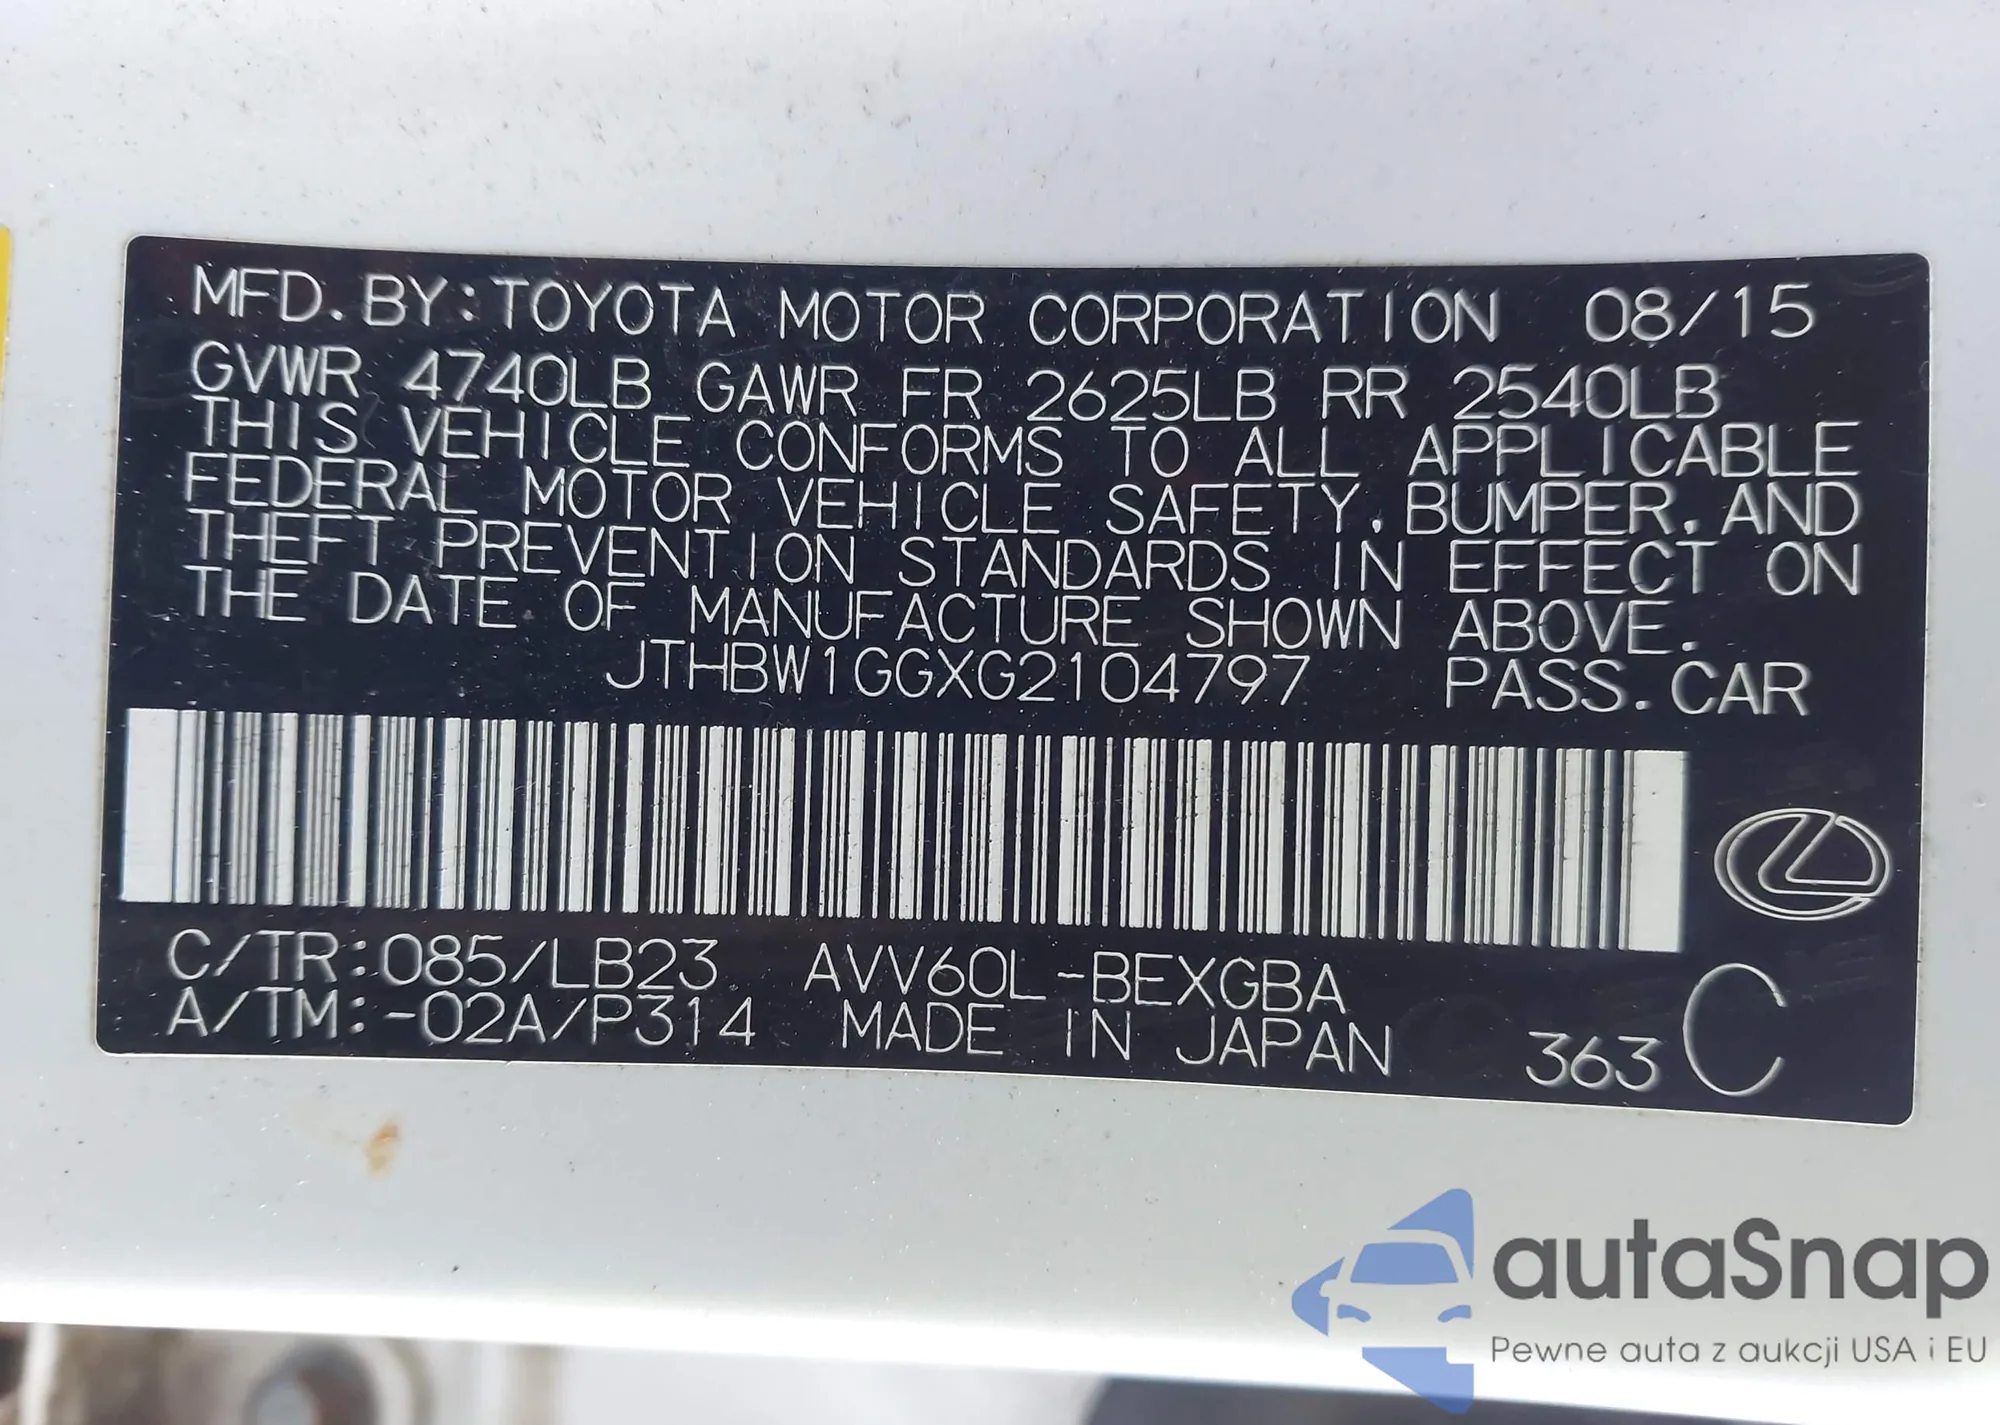 MFD.BY:TOYOTA MOTOR CORPORATION 08/15
GVWR 4740LB GAWR FR 2625LB RR 2540LB
THIS VEHICLE CONFORMS TO ALL APPLICABLE
FEDERAL MOTOR VEHICLE SAFETY.BUMPER.AND
THEFT PREVENTION STANDARDS IN EFFECT ON
THE DATE OF MANUFACTURE SHOWN ABOVE.
JTHBW1GGXG2104797 PASS.CAR
C/TR:085/LB23 AVV60L-BEXGBA
A/TM:-02A/P314 MADE IN JAPAN 363 C
autaSnap
Pewne auta z aukcji USA i EU